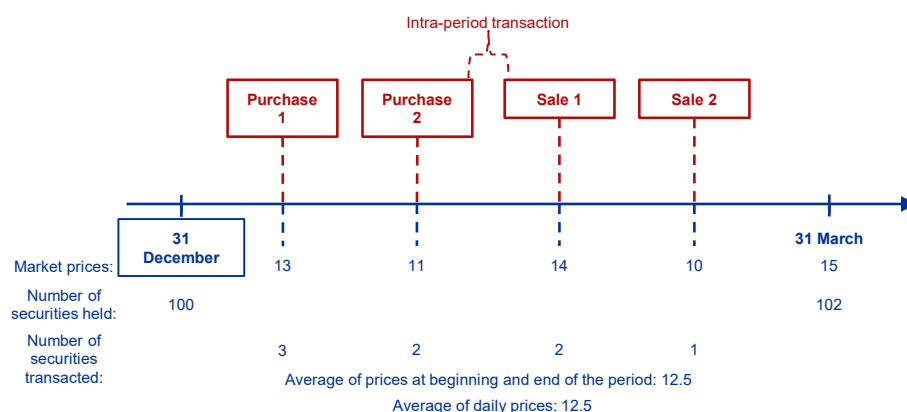 Intra-period transaction
Purchase
1
Purchase
2
Sale 1
Sale 2
31
December
31 March
Market prices:
13
11
14
10
15
Number of
securities held:
100
102
Number of
securities
transacted:
3
2
2
1
Average of prices at beginning and end of the period: 12.5
Average of daily prices: 12.5